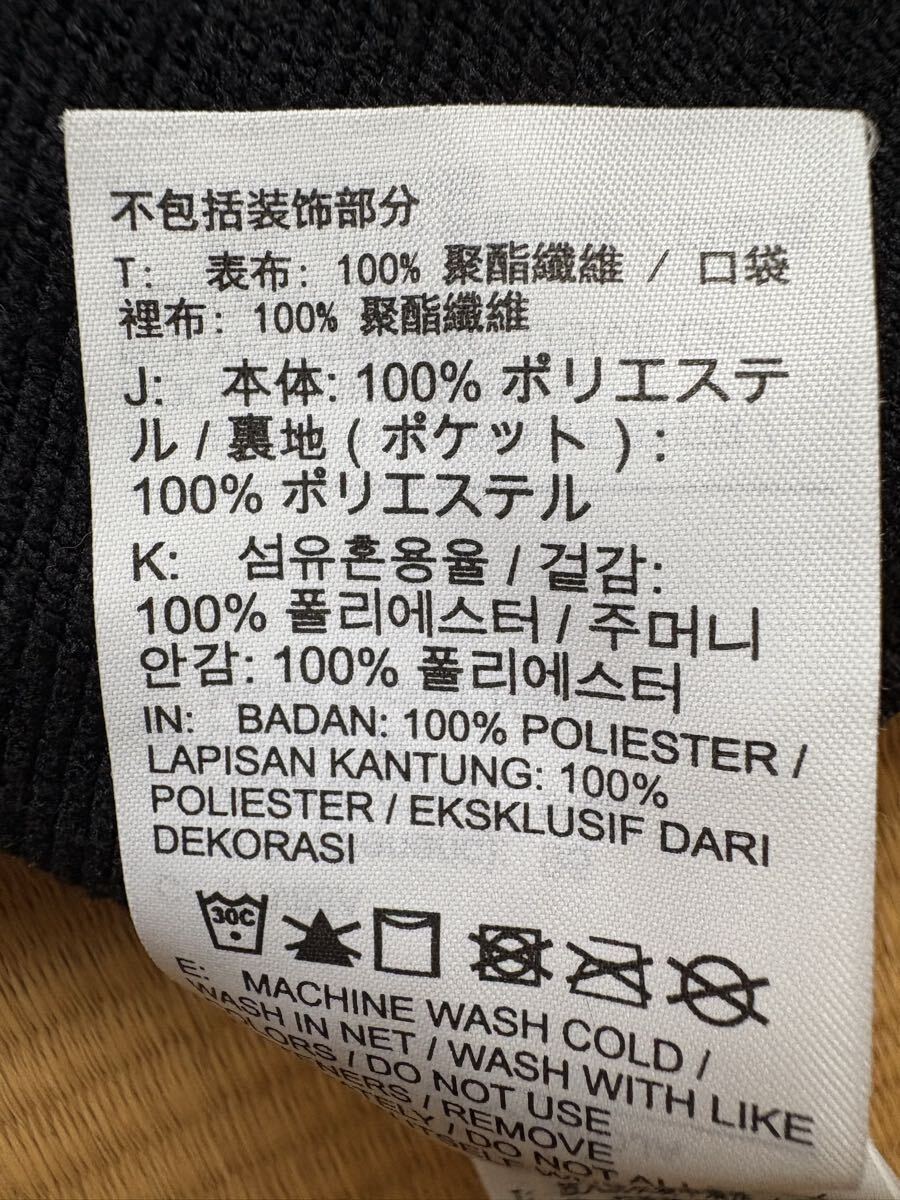 不包括装饰部分
T: 表布: 100% 聚酯纖維 / 口袋
裡布: 100% 聚酯纖維
J: 本体: 100% ポリエステ
ル / 裏地 ( ポケット ) :
100% ポリエステル
K: 섬유혼용율 / 겉감:
100% 폴리에스터 / 주머니
안감: 100% 폴리에스터
IN: BADAN: 100% POLIESTER /
LAPISAN KANTUNG: 100%
POLIESTER / EKSKLUSIF DARI
DEKORASI
30C
E: MACHINE WASH COLD /
WASH IN NET / WASH WITH LIKE
/ DO NOT USE
/ REMOVE
/ DO NOT